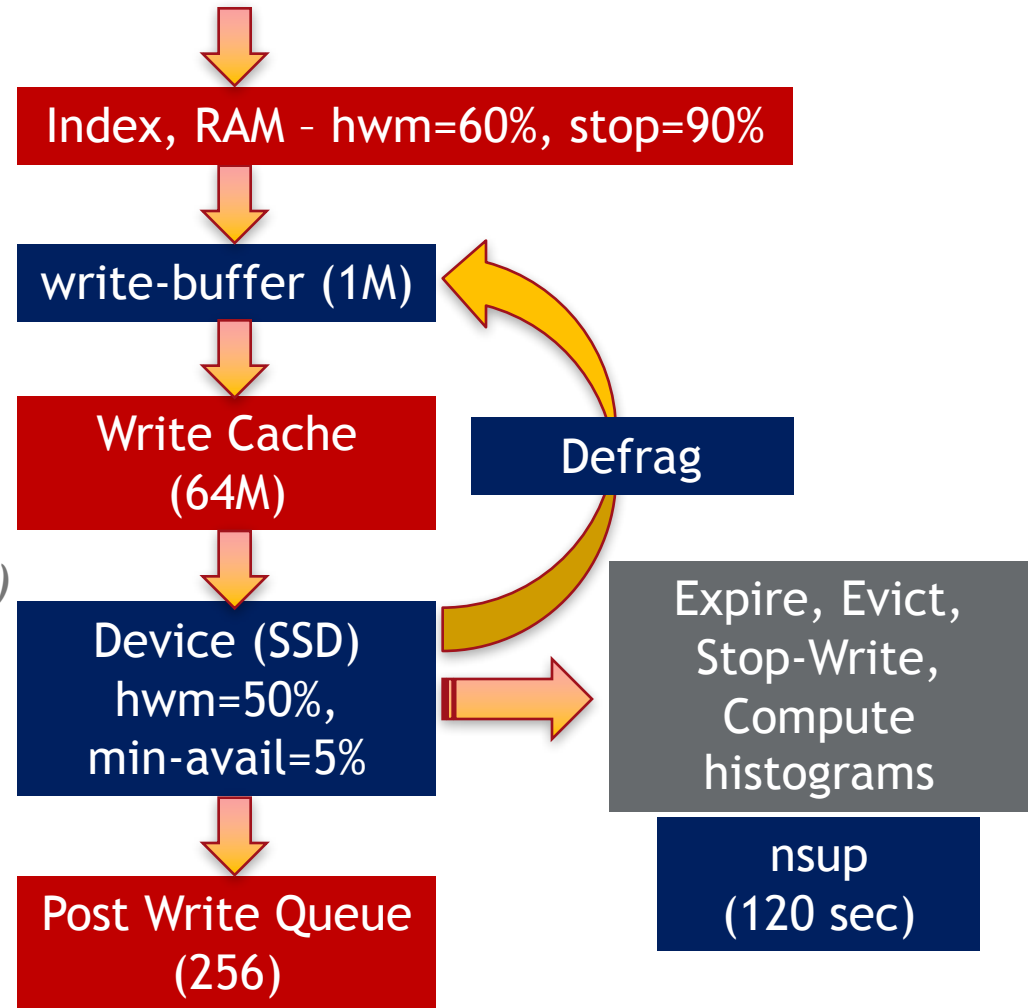 Index, RAM – hwm=60%, stop=90%
write-buffer (1M)
Write Cache
(64M)
Defrag
)
Device (SSD)
hwm=50%,
min-avail=5%
Expire, Evict,
Stop-Write,
Compute
histograms
nsup
(120 sec)
Post Write Queue
(256)